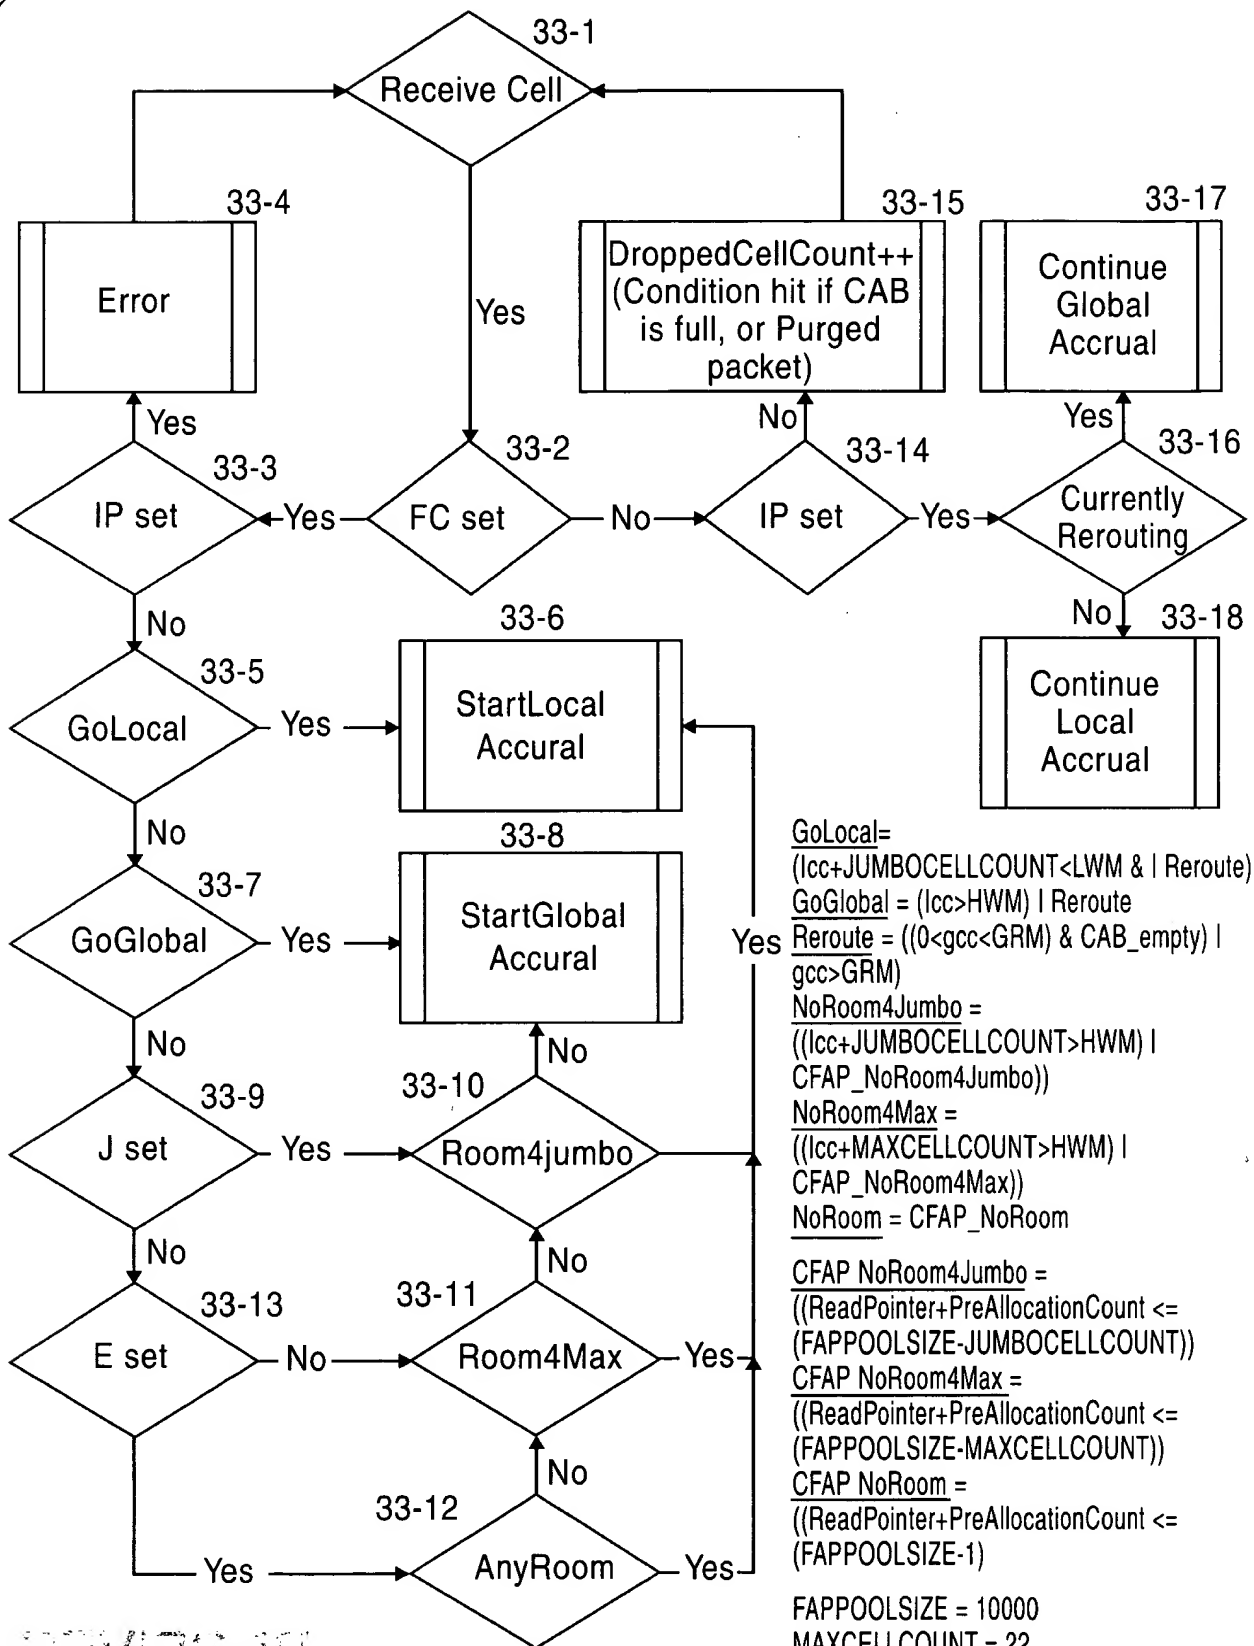 33-1
Receive Cell
33-4
Error
Yes
33-15
DroppedCellCount++
(Condition hit if CAB
is full, or Purged
packet)
33-17
Continue
Global
Accrual
Yes
33-3
IP set
Yes
33-2
FC set
No
No
33-14
IP set
Yes
Yes
33-16
Currently
Rerouting
No
33-18
Continue
Local
Accrual
No
33-5
GoLocal
Yes
33-6
StartLocal
Accural
No
33-7
GoGlobal
Yes
33-8
StartGlobal
Accural
Yes
No
33-9
J set
Yes
No
33-10
Room4jumbo
No
33-13
E set
No
No
33-11
Room4Max
Yes
No
33-12
AnyRoom
Yes
Yes
GoLocal=
(lcc+JUMBOCELLCOUNT<LWM & | Reroute)
GoGlobal = (lcc>HWM) | Reroute
Reroute = ((0<gcc<GRM) & CAB_empty) |
gcc>GRM)
NoRoom4Jumbo =
((lcc+JUMBOCELLCOUNT>HWM) |
CFAP_NoRoom4Jumbo))
NoRoom4Max =
((lcc+MAXCELLCOUNT>HWM) |
CFAP_NoRoom4Max))
NoRoom = CFAP_NoRoom
CFAP NoRoom4Jumbo =
((ReadPointer+PreAllocationCount <=
(FAPPOOLSIZE-JUMBOCELLCOUNT))
CFAP NoRoom4Max =
((ReadPointer+PreAllocationCount <=
(FAPPOOLSIZE-MAXCELLCOUNT))
CFAP NoRoom =
((ReadPointer+PreAllocationCount <=
(FAPPOOLSIZE-1)
FAPPOOLSIZE = 10000
MAXCELLCOUNT = 22